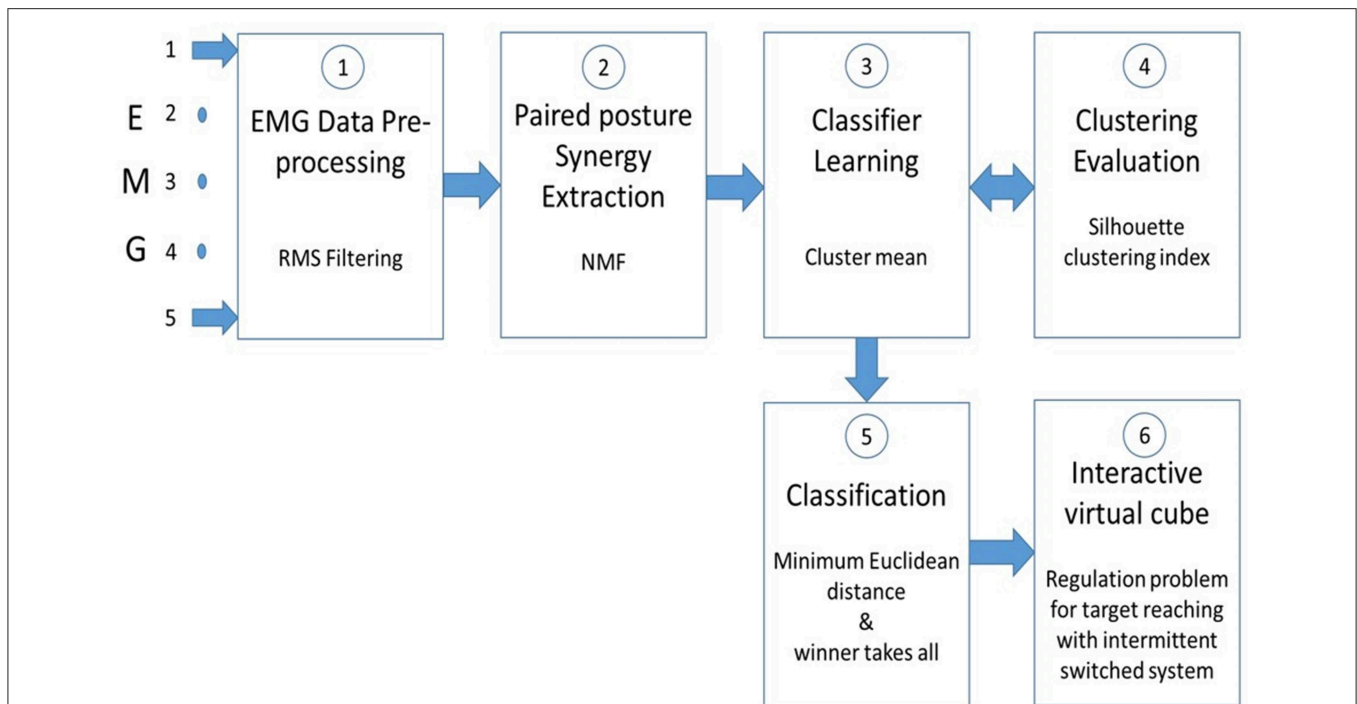 1
E 2
M 3
G 4
5
1
EMG Data Pre-
processing
RMS Filtering
2
Paired posture
Synergy
Extraction
NMF
3
Classifier
Learning
Cluster mean
4
Clustering
Evaluation
Silhouette
clustering index
5
Classification
Minimum Euclidean
distance
&
winner takes all
6
Interactive
virtual cube
Regulation problem
for target reaching
with intermittent
switched system